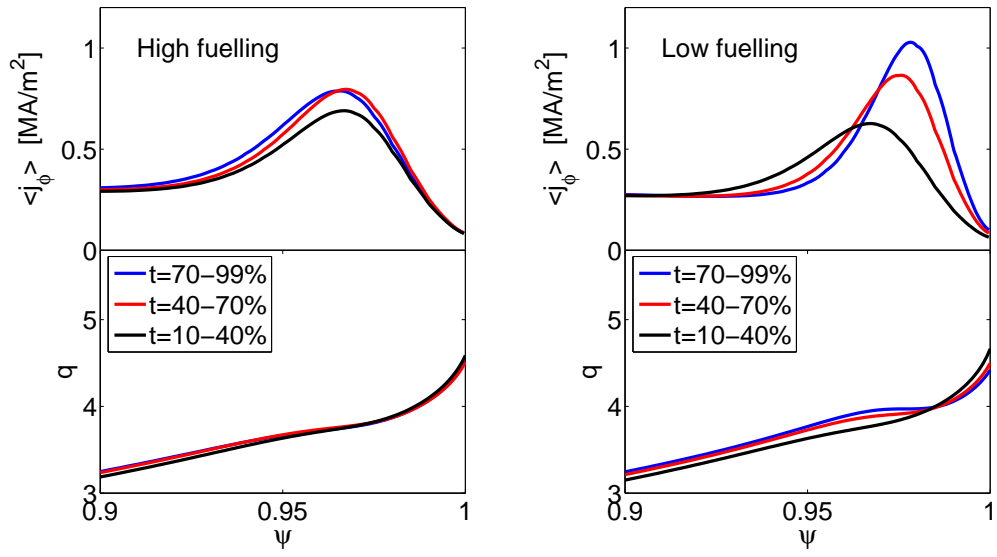 High fuelling
<j_ϕ> [MA/m²]
1
0.5
0
t=70−99%
t=40−70%
t=10−40%
q
5
4
3
0.9
0.95
1
ψ
Low fuelling
<j_ϕ> [MA/m²]
1
0.5
0
t=70−99%
t=40−70%
t=10−40%
q
5
4
3
0.9
0.95
1
ψ